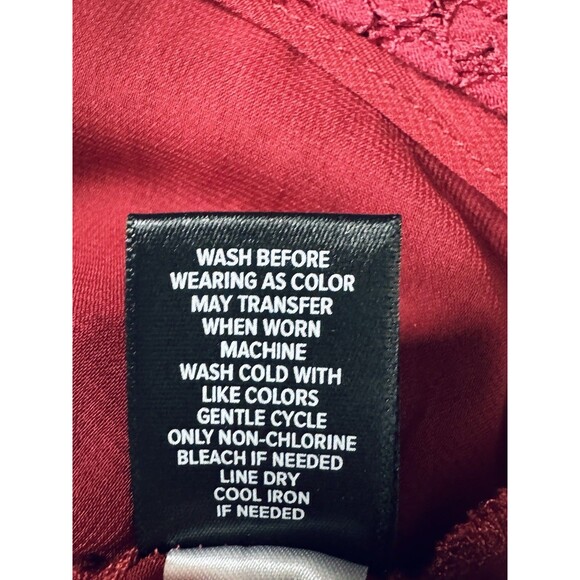 WASH BEFORE
WEARING AS COLOR
MAY TRANSFER
WHEN WORN
MACHINE
WASH COLD WITH
LIKE COLORS
GENTLE CYCLE
ONLY NON-CHLORINE
BLEACH IF NEEDED
LINE DRY
COOL IRON
IF NEEDED